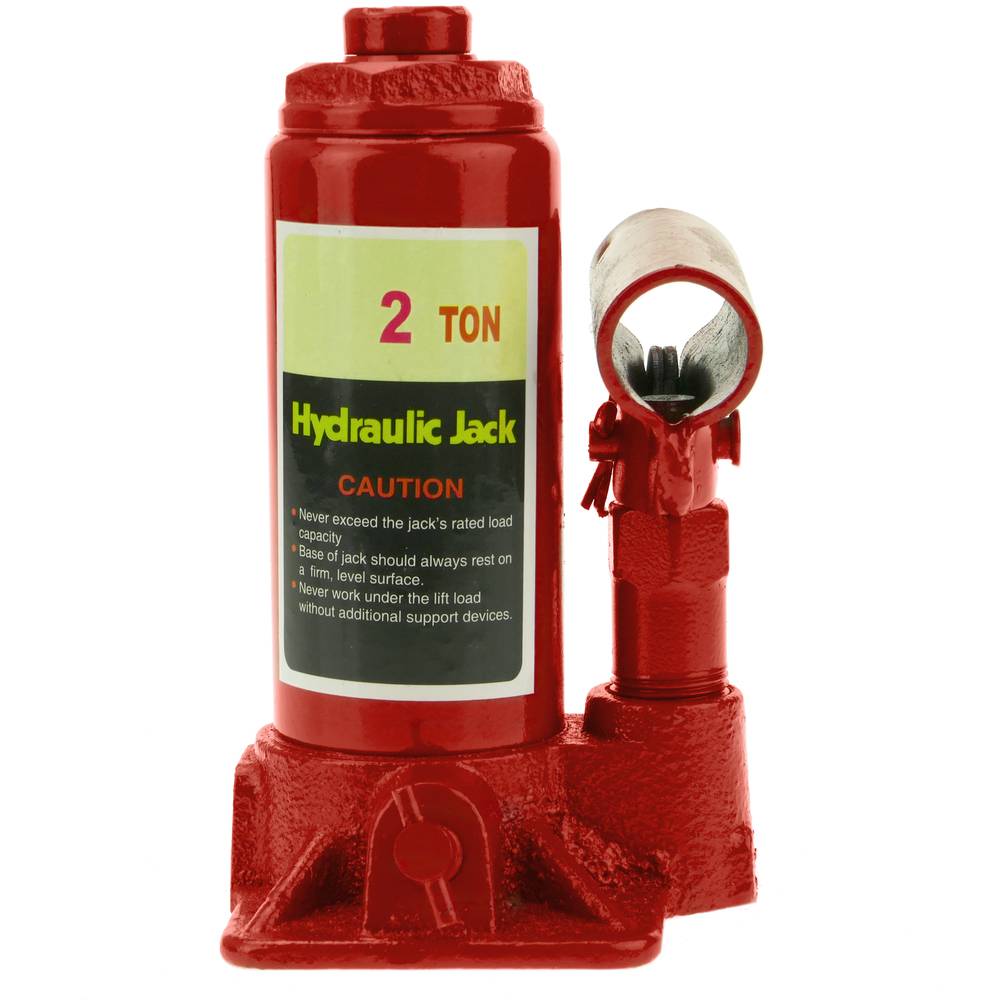 2 TON
Hydraulic Jack
CAUTION
• Never exceed the jack's rated load
capacity
• Base of jack should always rest on
a firm, level surface.
• Never work under the lift load
without additional support devices.